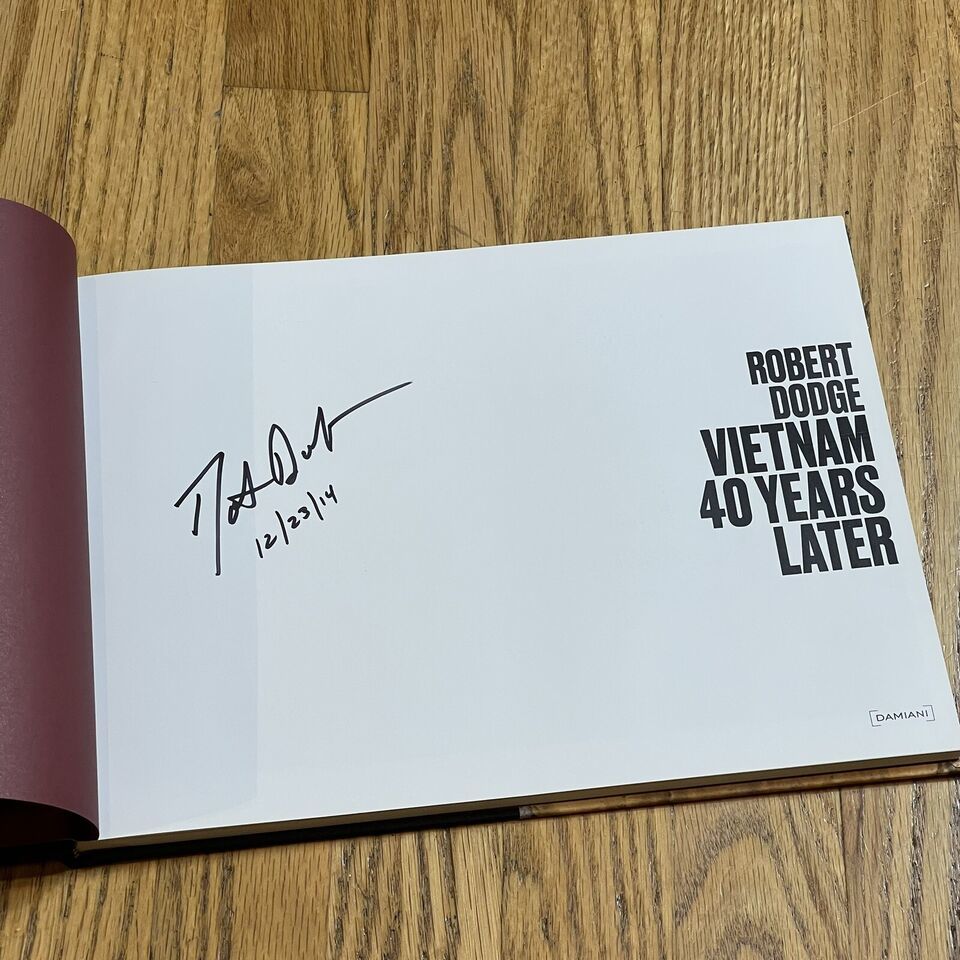 12/23/14
ROBERT
DODGE
VIETNAM
40 YEARS
LATER
[DAMIANI]